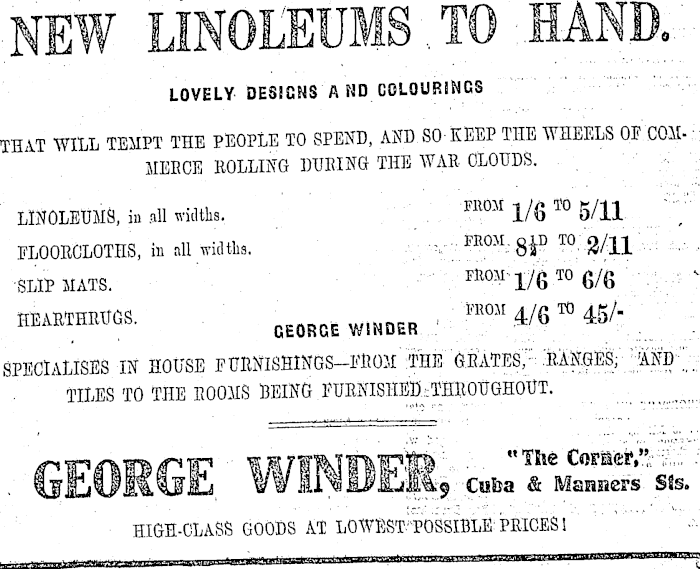 NEW LINOLEUMS TO HAND.
LOVELY DESIGNS AND COLOURINGS
THAT WILL TEMPT THE PEOPLE TO SPEND, AND SO KEEP THE WHEELS OF COM-
MERCE ROLLING DURING THE WAR CLOUDS.
LINOLEUMS, in all widths. FROM 1/6 TO 5/11
FLOORCLOTHS, in all widths. FROM 8½D TO 2/11
SLIP MATS. FROM 1/6 TO 6/6
HEARTHRUGS. FROM 4/6 TO 45/-
GEORGE WINDER
SPECIALISES IN HOUSE FURNISHINGS—FROM THE GRATES, RANGES, AND
TILES TO THE ROOMS BEING FURNISHED THROUGHOUT.
GEORGE WINDER, "The Corner,"
Cuba & Manners Sts.
HIGH-CLASS GOODS AT LOWEST POSSIBLE PRICES!